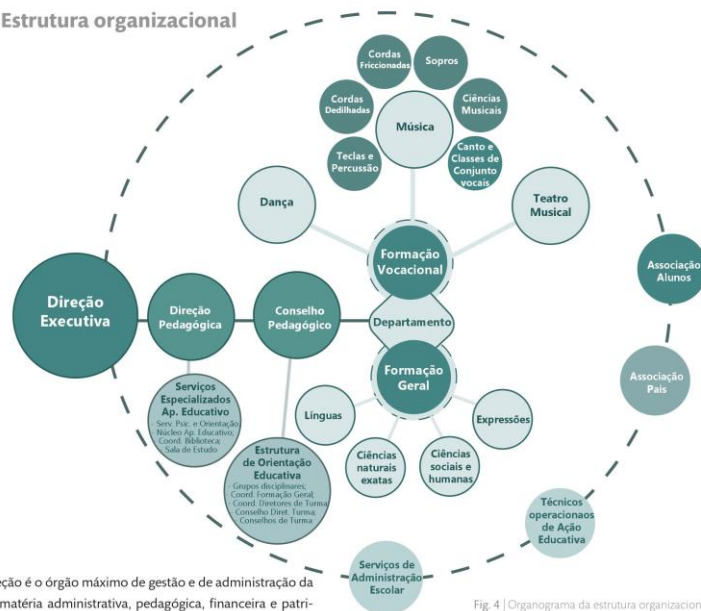 Estrutura organizacional
Cordas
Friccionadas
Sopros
Cordas
Dedilhadas
Ciências
Musicais
Música
Teclas e
Percussão
Canto e
Classes de
Conjunto
vocais
Dança
Teatro
Musical
Formação
Vocacional
Associação
Alunos
Direção
Executiva
Direção
Pedagógica
Conselho
Pedagógico
Departamento
Formação
Geral
Associação
Pais
Serviços
Especializados
Ap. Educativo
- Serv. Psic. e Orientação
Núcleo Ap. Educativo;
Coord. Biblioteca;
Sala de Estudo
Línguas
Expressões
Estrutura
de Orientação
Educativa
- Grupos disciplinares;
- Coord. Formação Geral;
Coord. Diretores de Turma
- Conselho Diret. Turma;
Conselhos de Turma
Ciências
naturais
exatas
Ciências
sociais e
humanas
Técnicos
operacionaos
de Ação
Educativa
Serviços de
Administração
Escolar
eção é o órgão máximo de gestão e de administração da
matéria administrativa, pedagógica, financeira e patri-
Fig. 4 | Organograma da estrutura organizacion